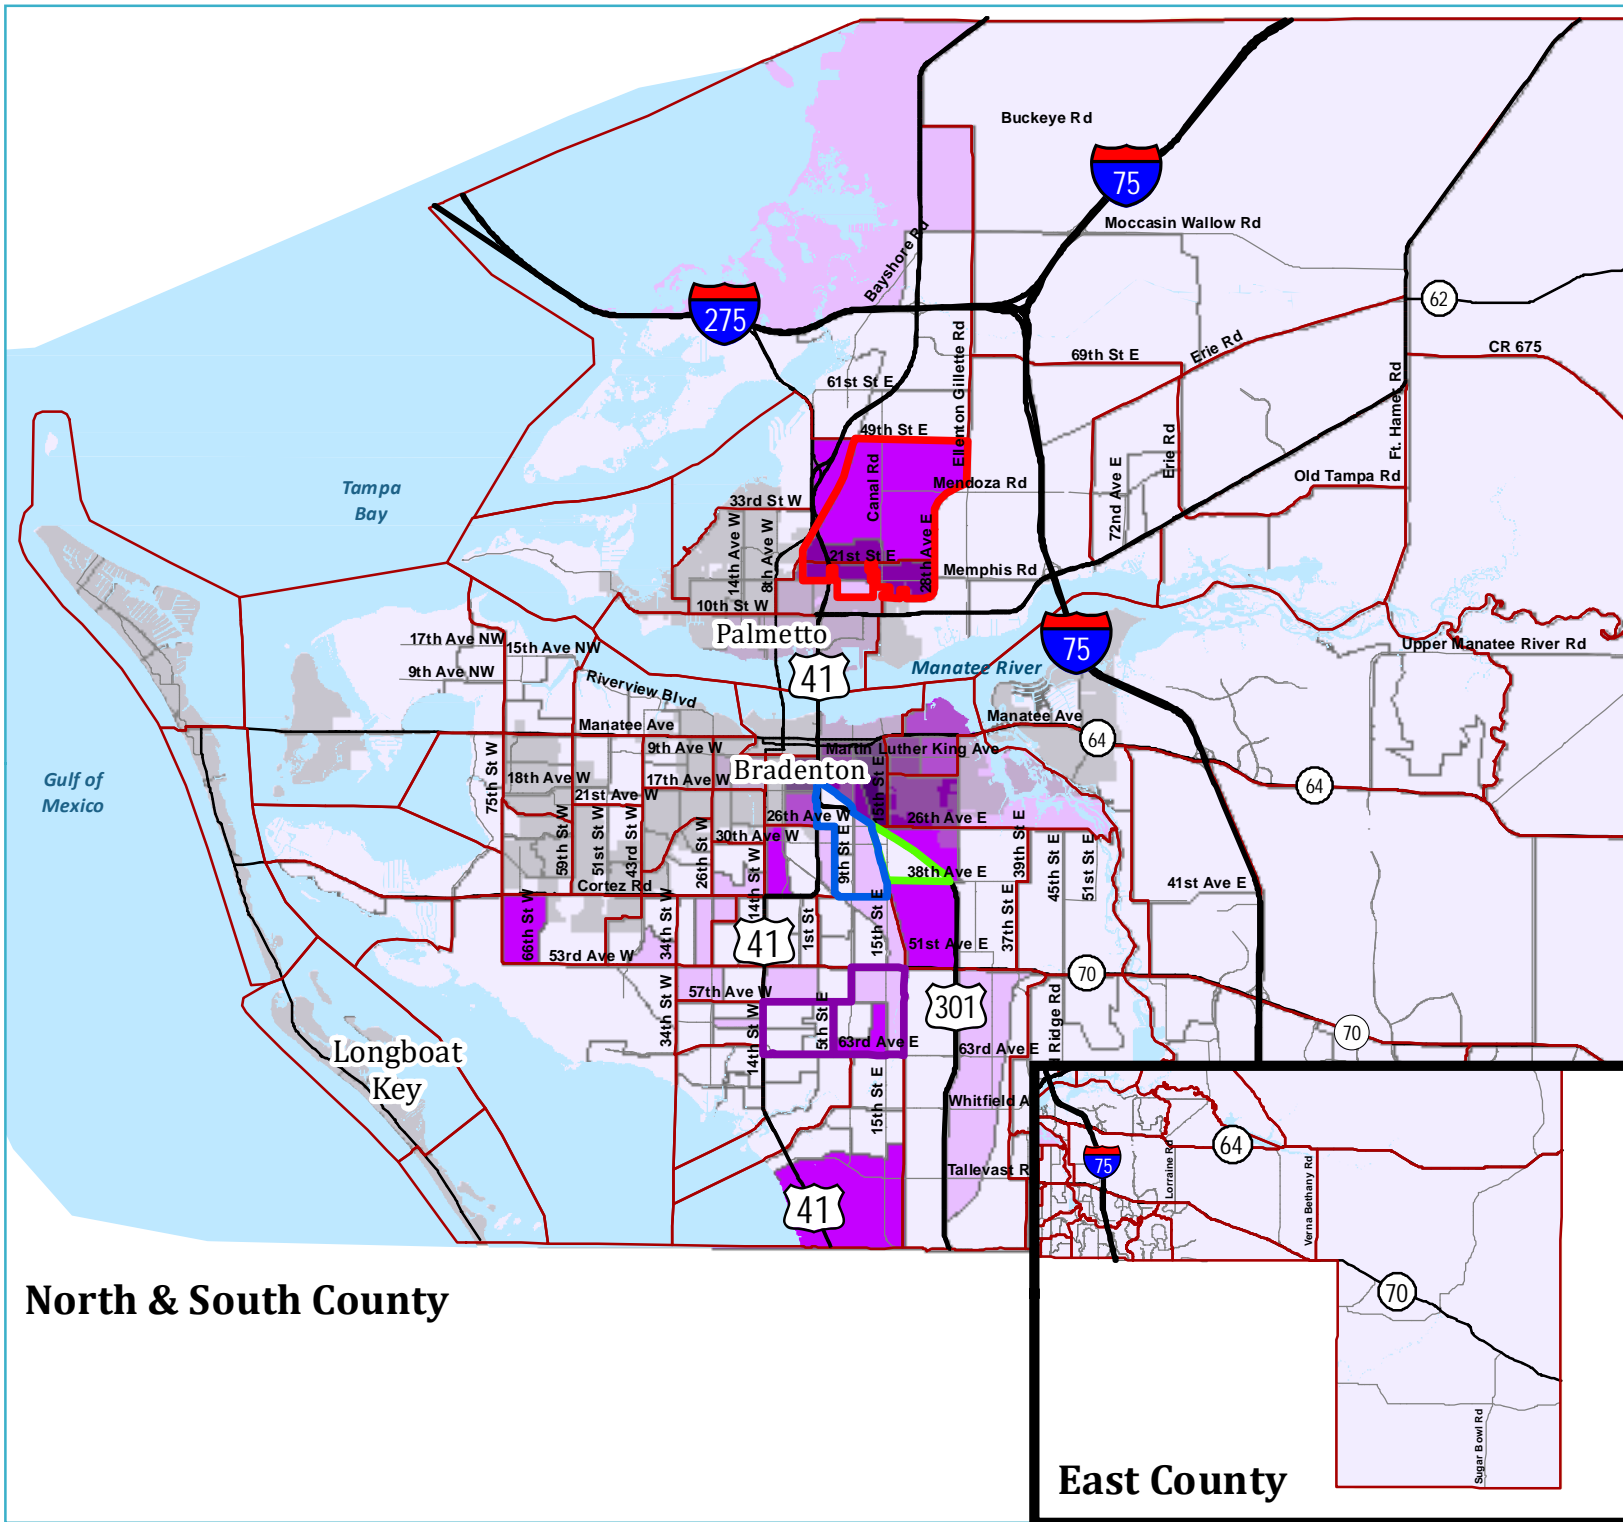 Buckeye Rd
75
Moccasin Wallow Rd
Bayshore Rd
62
275
Ellenton Gillette Rd
69th St E
Erie Rd
CR 675
61st St E
Ft. Hamer Rd
49th St E
Erie Rd
72nd Ave E
Old Tampa Rd
Tampa
Bay
Canal Rd
Mendoza Rd
33rd St W
14th Ave W
8th Ave W
21st St E
28th Ave E
Memphis Rd
10th St W
Palmetto
75
17th Ave NW
15th Ave NW
Upper Manatee River Rd
9th Ave NW
41
Manatee River
Riverview Blvd
Manatee Ave
Manatee Ave
64
9th Ave W
Martin Luther King Ave
Bradenton
Gulf of
Mexico
75th St W
18th Ave W
17th Ave W
15th St E
64
21st Ave W
26th Ave W
26th Ave E
59th St W
51st St W
43rd St W
26th St W
30th Ave W
14th St W
9th St E
39th St E
45th St E
51st St E
38th Ave E
Cortez Rd
41st Ave E
66th St W
34th St W
41
1st St
15th St E
37th St E
51st Ave E
53rd Ave W
70
57th Ave W
34th St W
14th St W
5th St E
301
70
63rd Ave E
63rd Ave E
Ridge Rd
Longboat
Key
15th St E
Whitfield A
Tallevast R
41
64
75
Lorraine Rd
Verna Bethany Rd
70
North & South County
Sugar Bowl Rd
East County